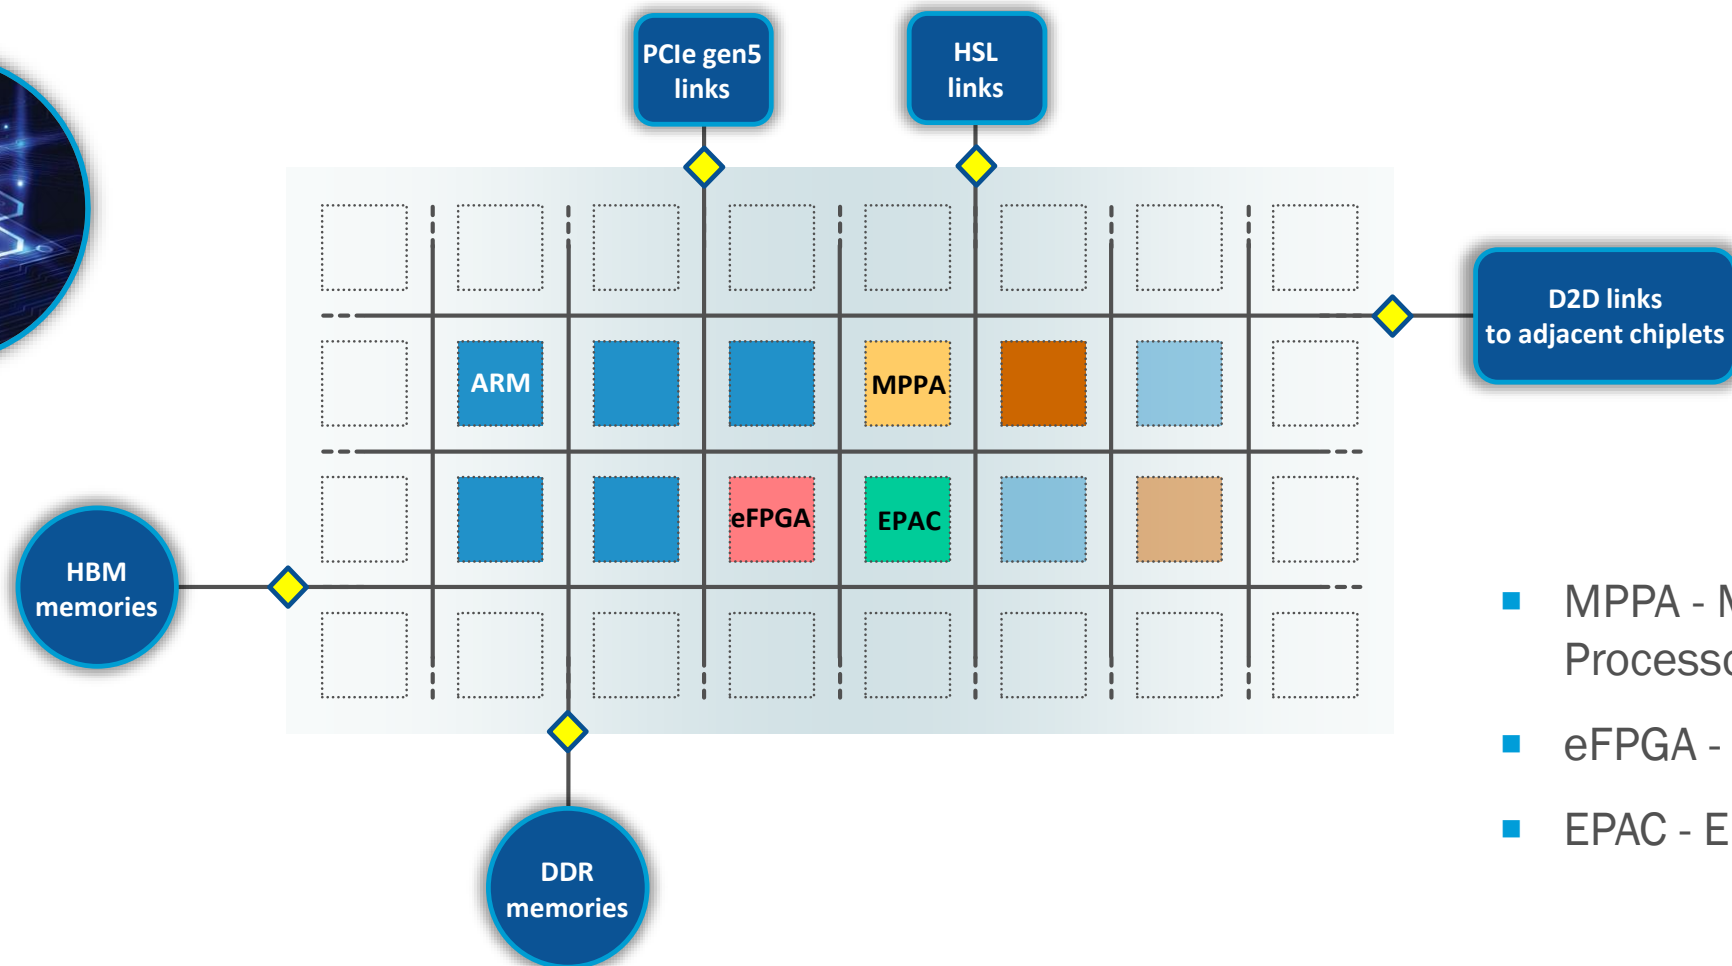 PCIe gen5
links
HSL
links
D2D links
to adjacent chiplets
ARM
MPPA
eFPGA
EPAC
HBM
memories
DDR
memories
MPPA -
eFPGA -
EPAC -